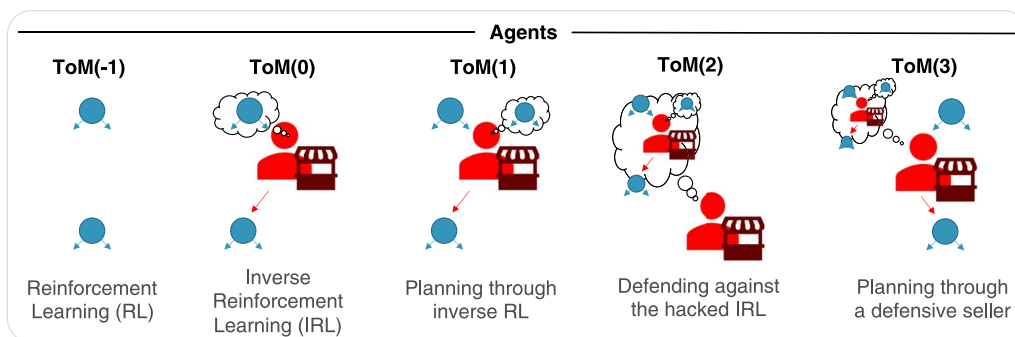 Agents
ToM(-1)
ToM(0)
ToM(1)
ToM(2)
ToM(3)
Reinforcement
Learning (RL)
Inverse
Reinforcement
Learning (IRL)
Planning through
inverse RL
Defending against
the hacked IRL
Planning through
a defensive seller